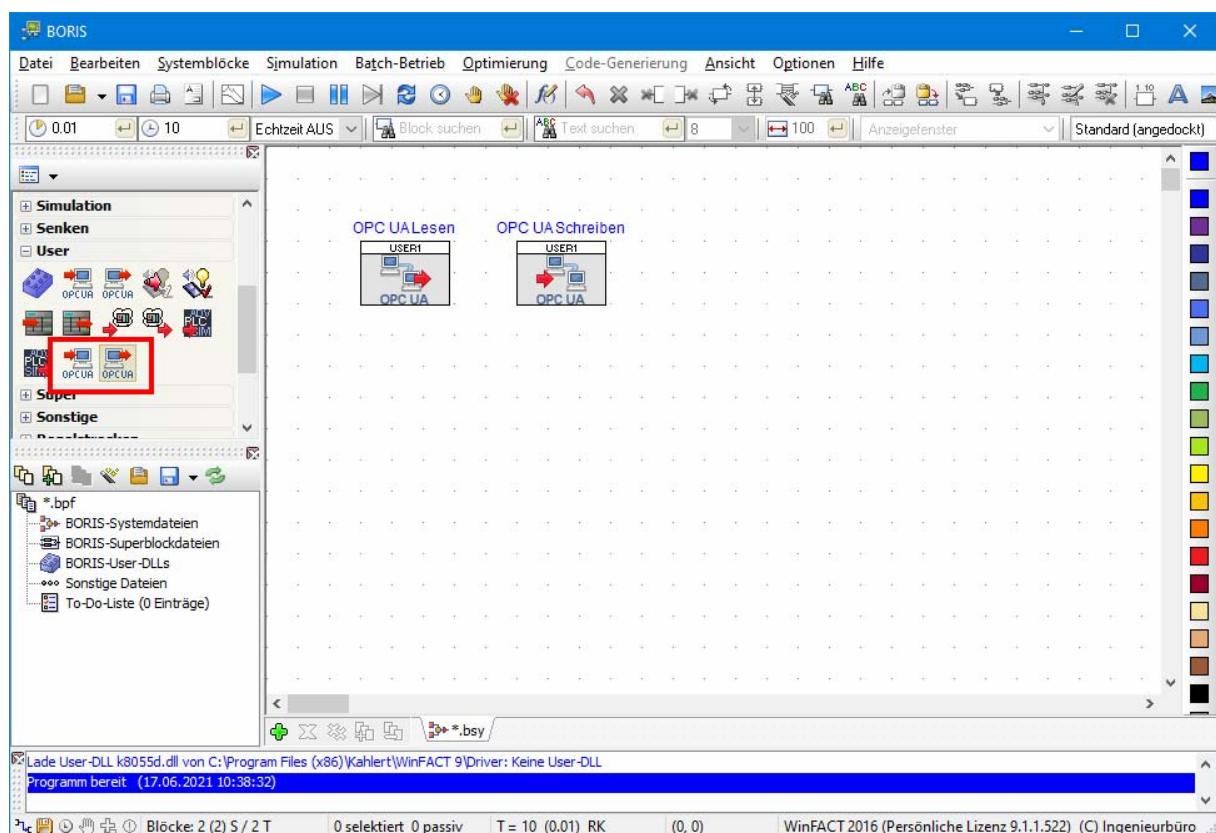 BORIS
Datei Bearbeiten Systemblöcke Simulation Batch-Betrieb Optimierung Code-Generierung Ansicht Optionen Hilfe
0.01 10 Echtzeit AUS Block suchen Text suchen 8 100 Anzeigefenster Standard (angedockt)
Simulation
Senken
User
OPCUA OPCUA
OPCUA OPCUA
Super
Sonstige
OPC UA Lesen OPC UA Schreiben
USER1 USER1
OPC UA OPC UA
*.bpf
BORIS-Systemdateien
BORIS-Superblockdateien
BORIS-User-DLLs
Sonstige Dateien
To-Do-Liste (0 Einträge)
*.bsy
Lade User-DLL k8055d.dll von C:\Program Files (x86)\Kahlert\WinFACT 9\Driver: Keine User-DLL
Programm bereit (17.06.2021 10:38:32)
Blöcke: 2 (2) S / 2 T 0 selektiert 0 passiv T = 10 (0.01) RK (0, 0) WinFACT 2016 (Persönliche Lizenz 9.1.1.522) (C) Ingenieurbüro